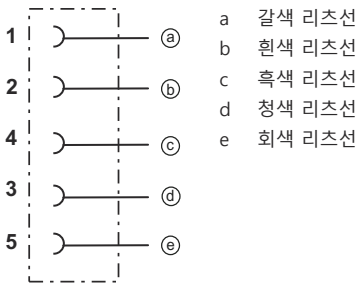 1 ⓐ
2 ⓑ
4 ⓒ
3 ⓓ
5 ⓔ
a 갈색 리츠선
b 흰색 리츠선
c 흑색 리츠선
d 청색 리츠선
e 회색 리츠선